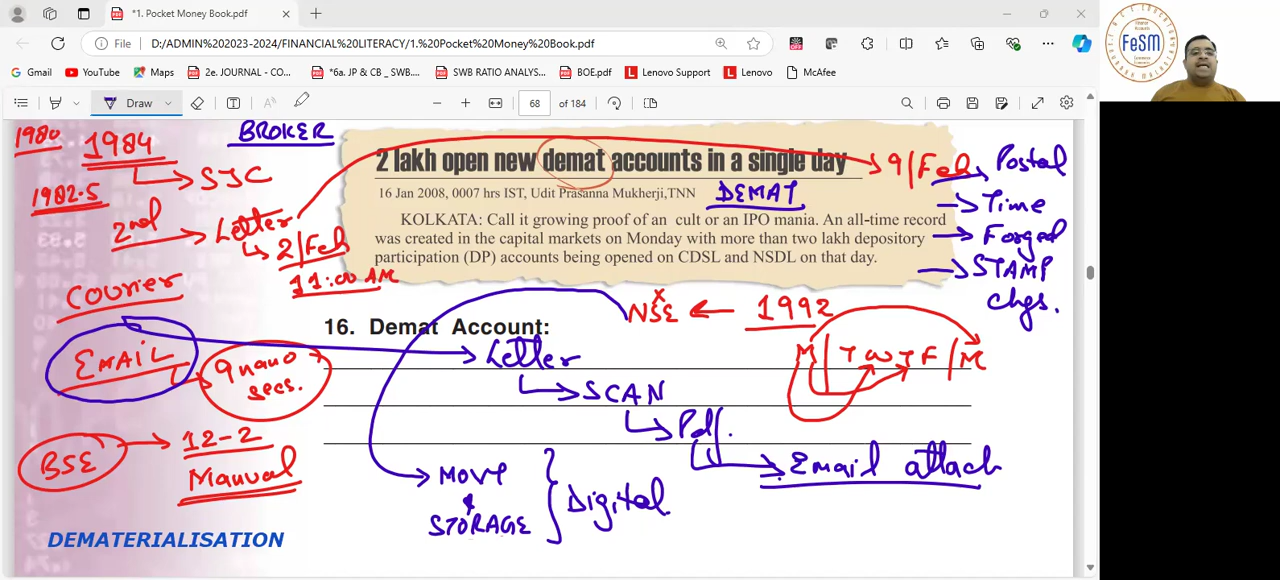 *1. Pocket Money Book.pdf
File D:/ADMIN%202023-2024/FINANCIAL%20LITERACY/1.%20Pocket%20Money%20Book.pdf
Gmail YouTube Maps 2e. JOURNAL - CO... *6a. JP & CB _ SWB.... SWB RATIO ANALYS... BOE.pdf Lenovo Support Lenovo McAfee
Draw 68 of 184
FeSM
1980
1984
SJC
1982-5
2nd Letter
2/Feb
11:00 AM
Courier
EMAIL
9 nano
secs.
BSE 12-2
Manual
BROKER
2 lakh open new demat accounts in a single day
16 Jan 2008, 0007 hrs IST, Udit Prasanna Mukherji,TNN
DEMAT
KOLKATA: Call it growing proof of an cult or an IPO mania. An all-time record
was created in the capital markets on Monday with more than two lakh depository
participation (DP) accounts being opened on CDSL and NSDL on that day.
9/Feb
Postal
Time
Forged
STAMP
chgs.
NSE 1992
16. Demat Account:
M/T W T F/M
Letter
SCAN
Pdf.
Email attach
MOVE
&
STORAGE
Digital
DEMATERIALISATION